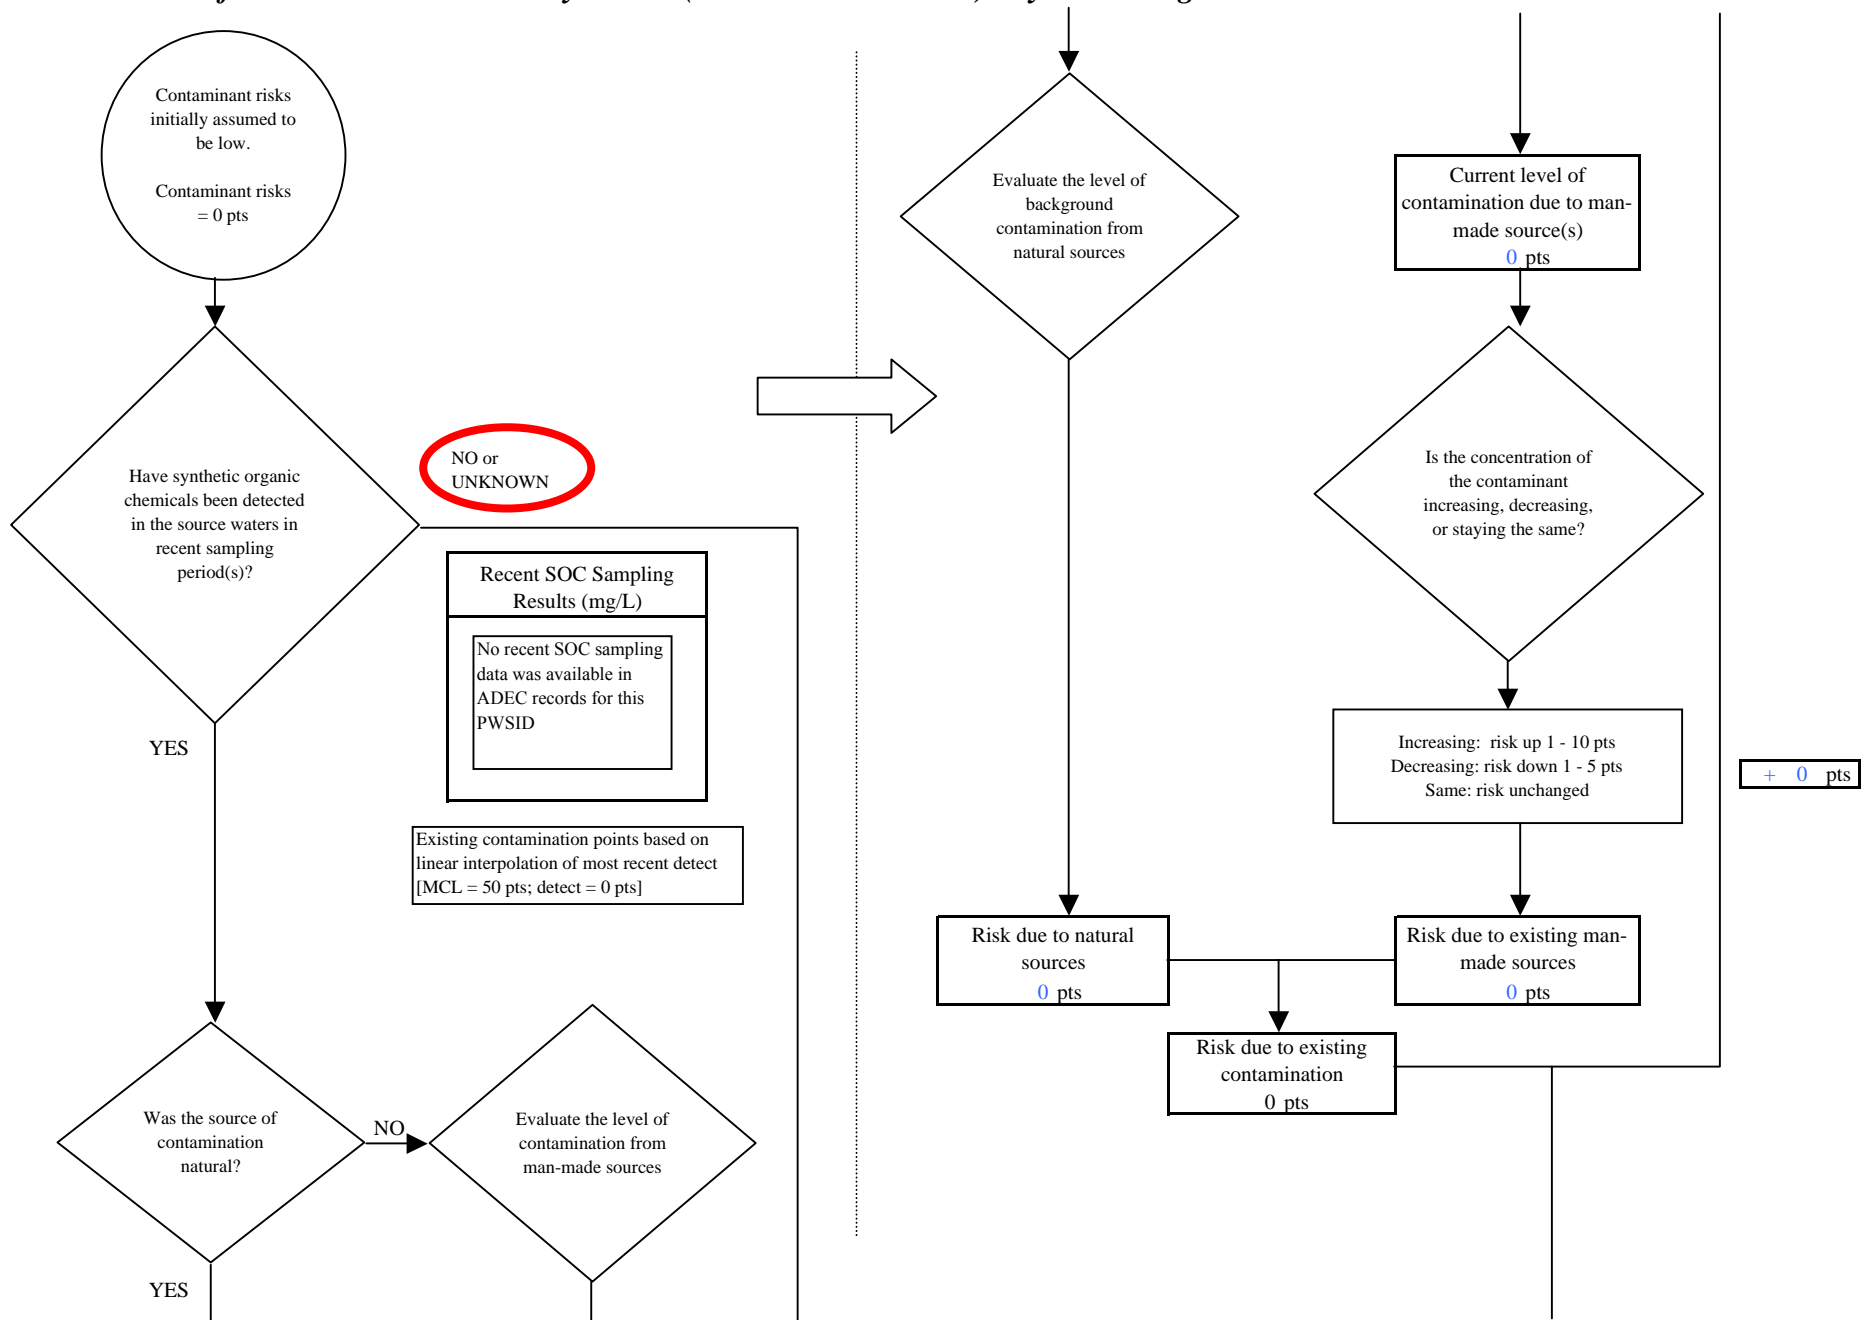 Contaminant risks
initially assumed to
be low.
Contaminant risks
= 0 pts
Have synthetic organic
chemicals been detected
in the source waters in
recent sampling
period(s)?
NO or
UNKNOWN
Recent SOC Sampling
Results (mg/L)
No recent SOC sampling
data was available in
ADEC records for this
PWSID
YES
Existing contamination points based on
linear interpolation of most recent detect
[MCL = 50 pts; detect = 0 pts]
Was the source of
contamination
natural?
NO
Evaluate the level of
contamination from
man-made sources
YES
Evaluate the level of
background
contamination from
natural sources
Current level of
contamination due to man-
made source(s)
0 pts
Is the concentration of
the contaminant
increasing, decreasing,
or staying the same?
Increasing: risk up 1 - 10 pts
Decreasing: risk down 1 - 5 pts
Same: risk unchanged
+ 0 pts
Risk due to natural
sources
0 pts
Risk due to existing man-
made sources
0 pts
Risk due to existing
contamination
0 pts